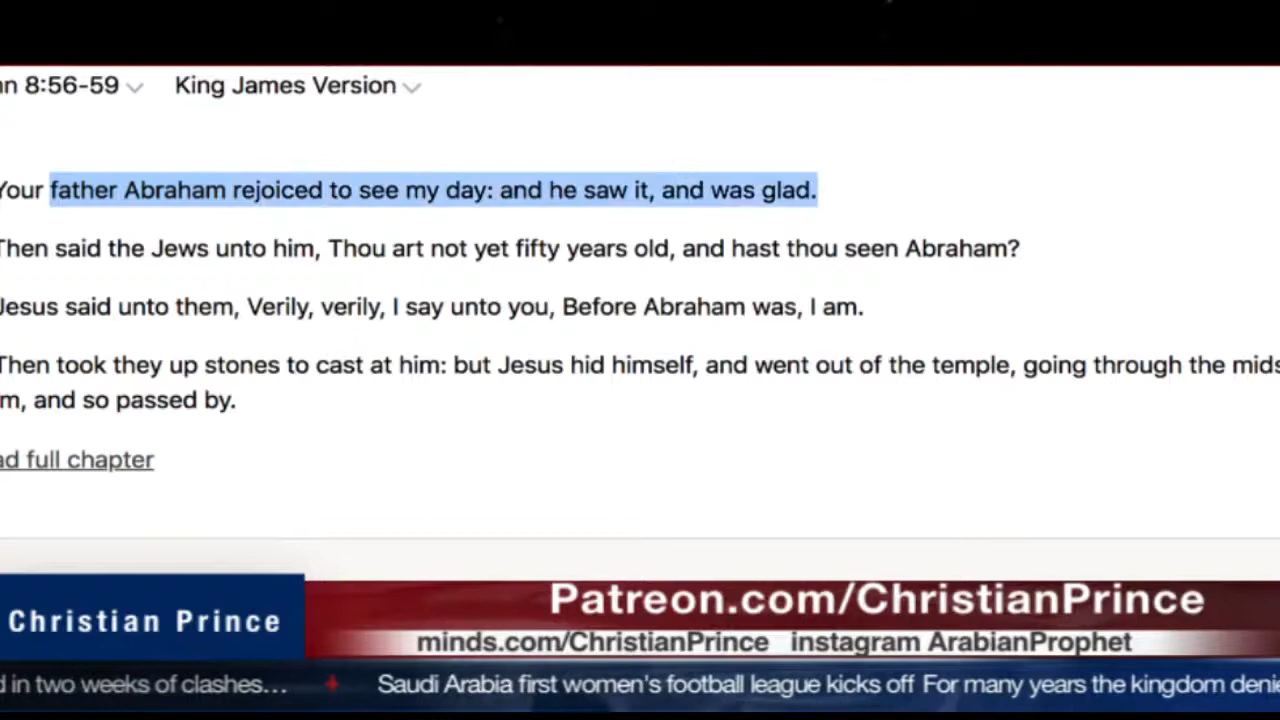 8:56-59 King James Version
Your father Abraham rejoiced to see my day: and he saw it, and was glad.
Then said the Jews unto him, Thou art not yet fifty years old, and hast thou seen Abraham?
Jesus said unto them, Verily, verily, I say unto you, Before Abraham was, I am.
Then took they up stones to cast at him: but Jesus hid himself, and went out of the temple, going through the
and so passed by.
full chapter
Christian Prince
Patreon.com/ChristianPrince
minds.com/ChristianPrince instagram ArabianProphet
in two weeks of clashes... Saudi Arabia first women's football league kicks off For many years the kingdom